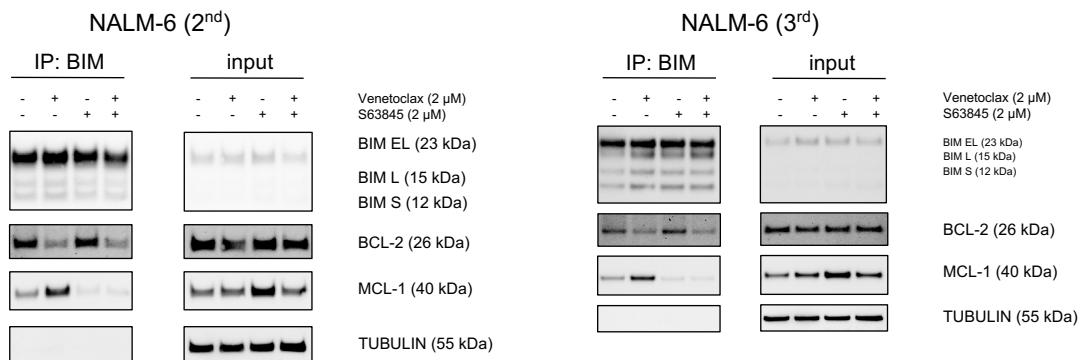 NALM-6 (2nd)
IP: BIM
input
- + - +
- + - +
Venetoclax (2 µM)
- - + +
- - + +
S63845 (2 µM)
BIM EL (23 kDa)
BIM L (15 kDa)
BIM S (12 kDa)
BCL-2 (26 kDa)
MCL-1 (40 kDa)
TUBULIN (55 kDa)
NALM-6 (3rd)
IP: BIM
input
- + - +
- + - +
Venetoclax (2 µM)
- - + +
- - + +
S63845 (2 µM)
BIM EL (23 kDa)
BIM L (15 kDa)
BIM S (12 kDa)
BCL-2 (26 kDa)
MCL-1 (40 kDa)
TUBULIN (55 kDa)